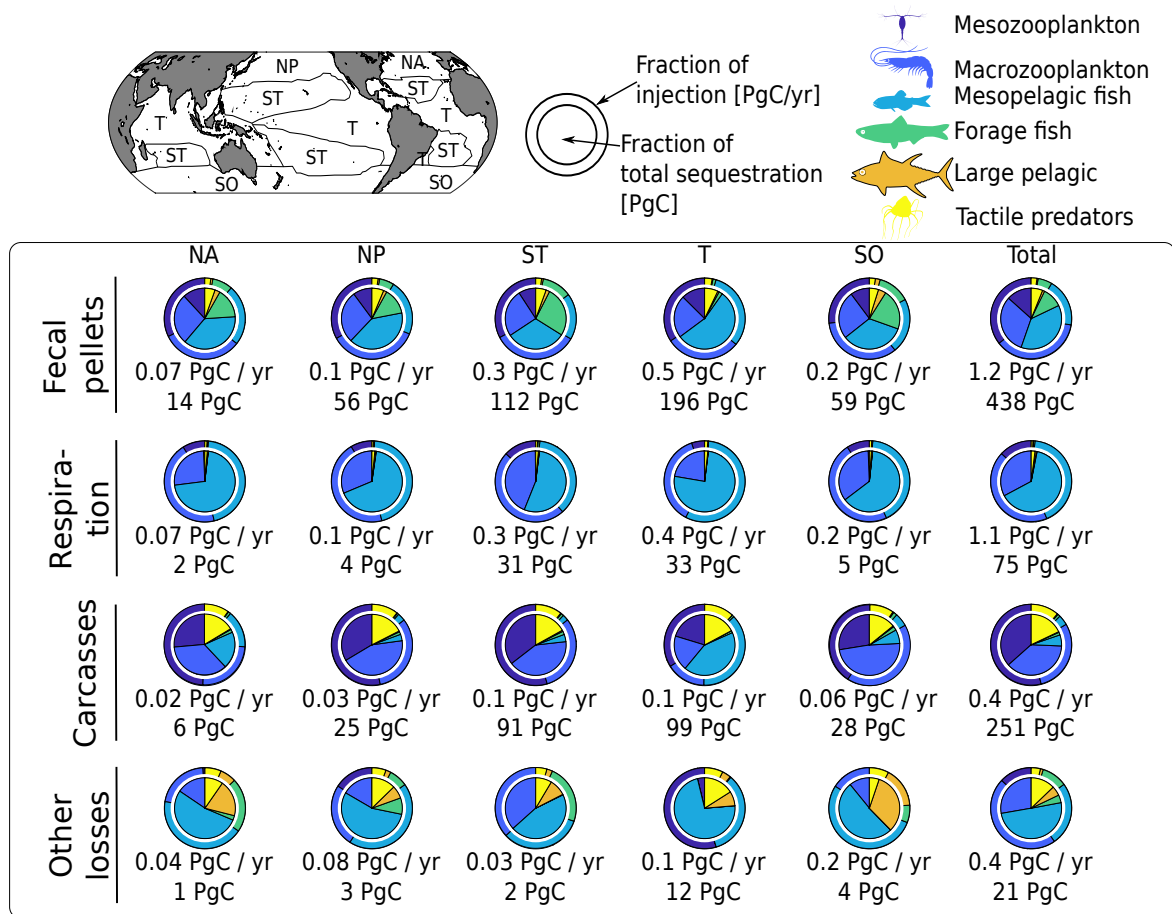 NP
NA
ST
ST
T
T
T
ST
ST
ST
T
SO
SO
Fraction of
injection [PgC/yr]
Fraction of
total sequestration
[PgC]
Mesozooplankton
Macrozooplankton
Mesopelagic fish
Forage fish
Large pelagic
Tactile predators
NA NP ST T SO Total
Fecal
pellets
0.07 PgC / yr 0.1 PgC / yr 0.3 PgC / yr 0.5 PgC / yr 0.2 PgC / yr 1.2 PgC / yr
14 PgC 56 PgC 112 PgC 196 PgC 59 PgC 438 PgC
Respira-
tion
0.07 PgC / yr 0.1 PgC / yr 0.3 PgC / yr 0.4 PgC / yr 0.2 PgC / yr 1.1 PgC / yr
2 PgC 4 PgC 31 PgC 33 PgC 5 PgC 75 PgC
Carcasses
0.02 PgC / yr 0.03 PgC / yr 0.1 PgC / yr 0.1 PgC / yr 0.06 PgC / yr 0.4 PgC / yr
6 PgC 25 PgC 91 PgC 99 PgC 28 PgC 251 PgC
Other
losses
0.04 PgC / yr 0.08 PgC / yr 0.03 PgC / yr 0.1 PgC / yr 0.2 PgC / yr 0.4 PgC / yr
1 PgC 3 PgC 2 PgC 12 PgC 4 PgC 21 PgC